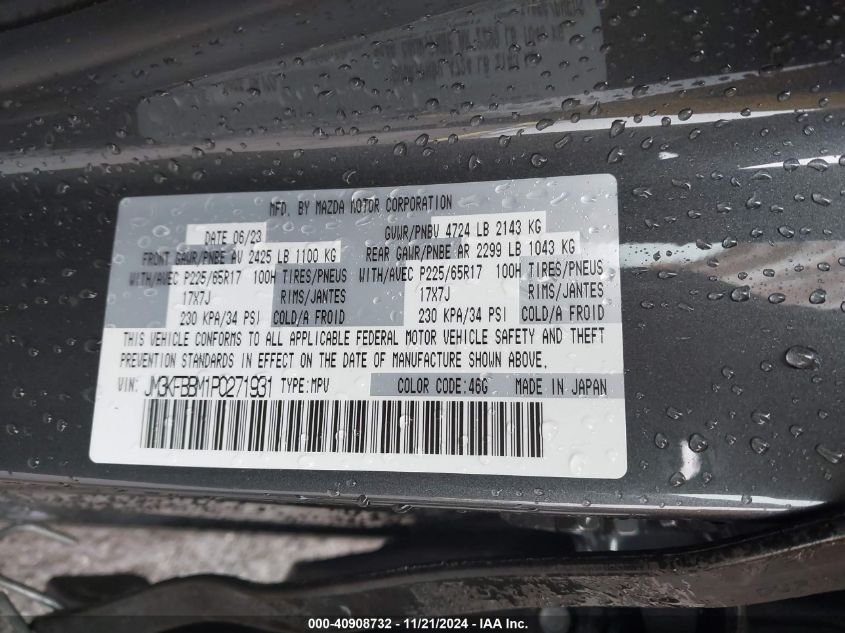 MFD. BY MAZDA MOTOR CORPORATION
DATE 06/23 GVWR/PNBV 4724 LB 2143 KG
FRONT GAWR/PNBE AV 2425 LB 1100 KG REAR GAWR/PNBE AR 2299 LB 1043 KG
WITH/AVEC P225/65R17 100H TIRES/PNEUS WITH/AVEC P225/65R17 100H TIRES/PNEUS
17X7J RIMS/JANTES 17X7J RIMS/JANTES
230 KPA/34 PSI COLD/A FROID 230 KPA/34 PSI COLD/A FROID
THIS VEHICLE CONFORMS TO ALL APPLICABLE FEDERAL MOTOR VEHICLE SAFETY AND THEFT
PREVENTION STANDARDS IN EFFECT ON THE DATE OF MANUFACTURE SHOWN ABOVE.
VIN: JM3KFBBM1P0271931 TYPE:MPV COLOR CODE:46G MADE IN JAPAN
000-40908732 - 11/21/2024 - IAA Inc.